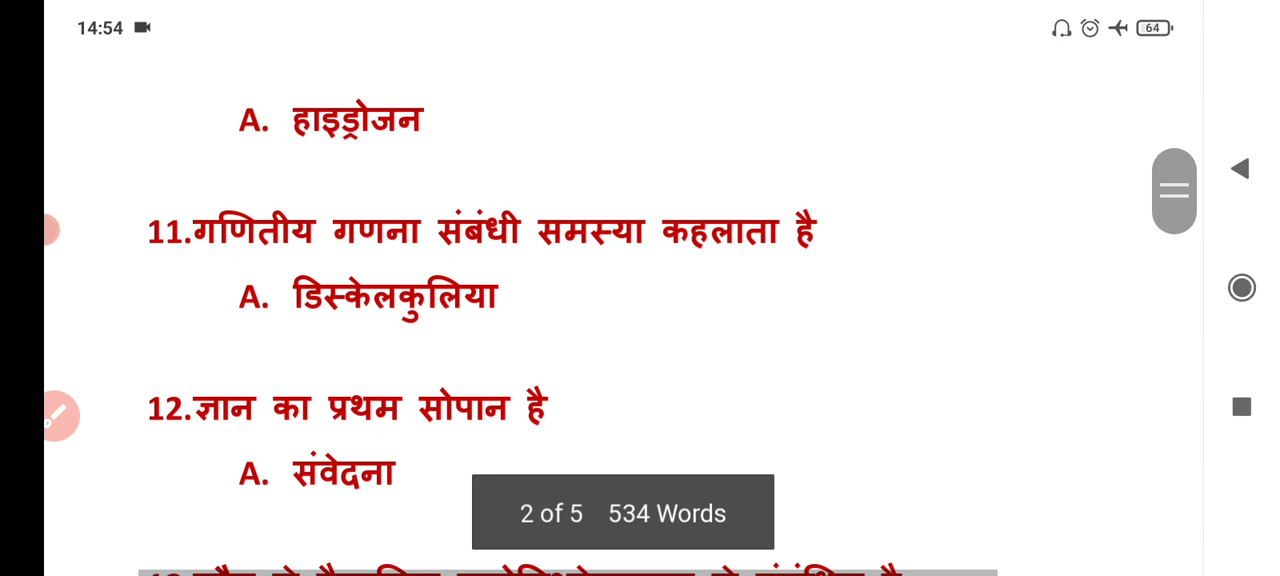 14:54
64
A. हाइड्रोजन
11.गणितीय गणना संबंधी समस्या कहलाता है
A. डिस्केलकुलिया
12.ज्ञान का प्रथम सोपान है
A. संवेदना
2 of 5 534 Words